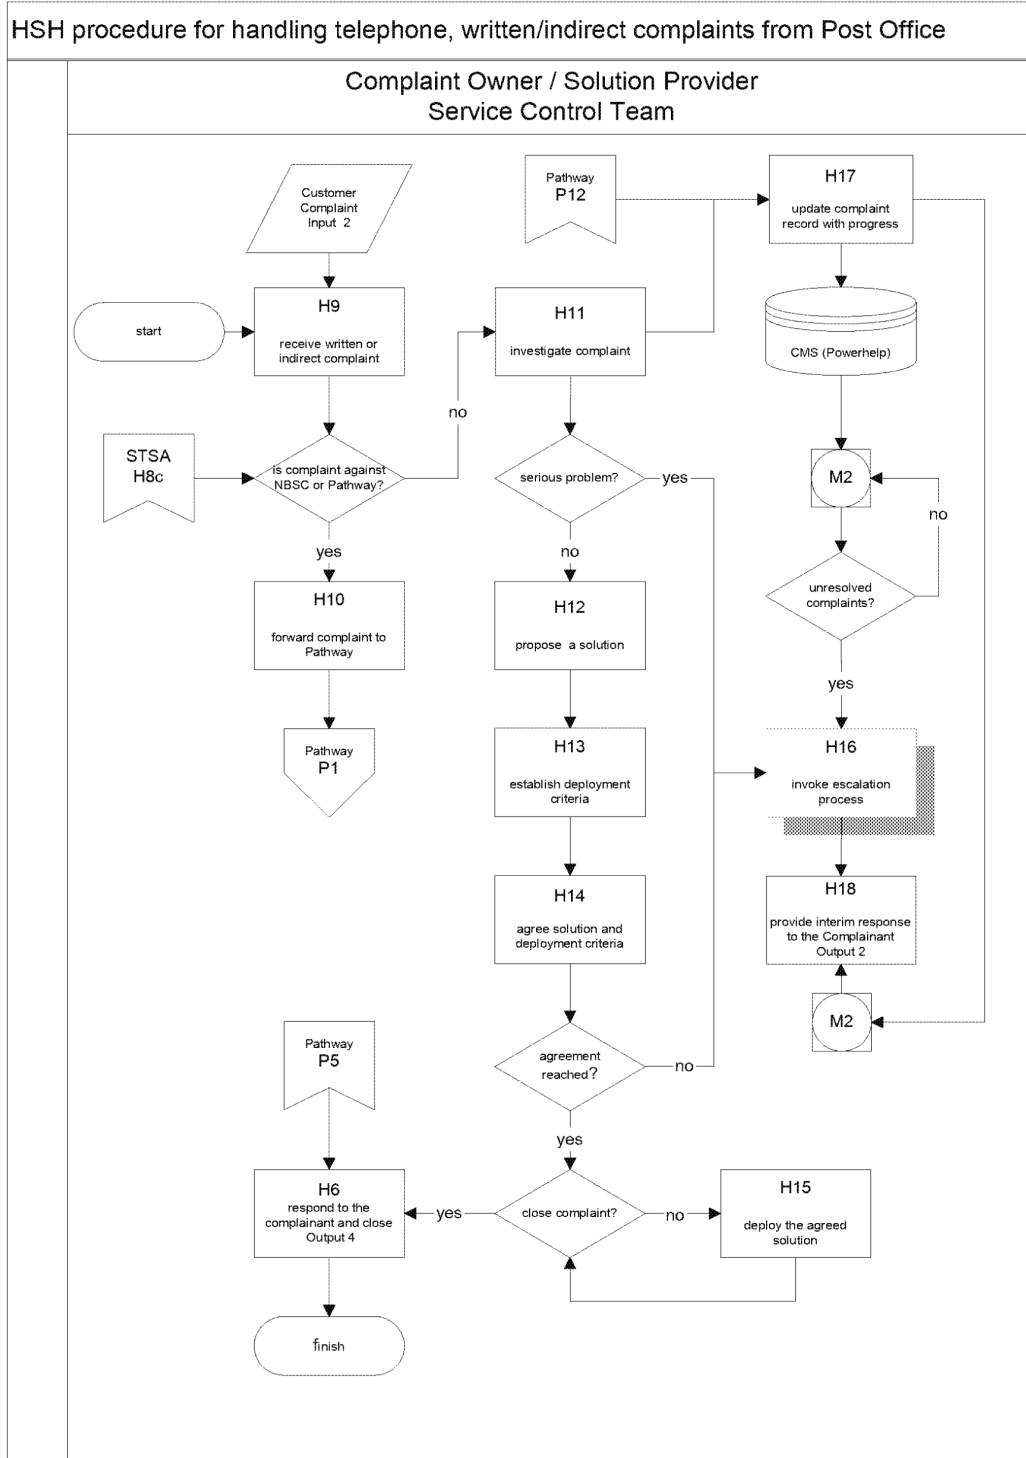 HSH procedure for handling telephone, written/indirect complaints from Post Office
Complaint Owner / Solution Provider
Service Control Team
Customer
Complaint
Input 2
start
H9
receive written or
indirect complaint
STSA
H8c
is complaint against
NBSC or Pathway?
no
yes
H10
forward complaint to
Pathway
Pathway
P1
Pathway
P12
H11
investigate complaint
serious problem?
yes
no
H12
propose a solution
H13
establish deployment
criteria
H14
agree solution and
deployment criteria
agreement
reached?
no
yes
close complaint?
yes
no
H15
deploy the agreed
solution
Pathway
P5
H6
respond to the
complainant and close
Output 4
finish
H17
update complaint
record with progress
CMS (Powerhelp)
M2
no
unresolved
complaints?
yes
H16
invoke escalation
process
H18
provide interim response
to the Complainant
Output 2
M2